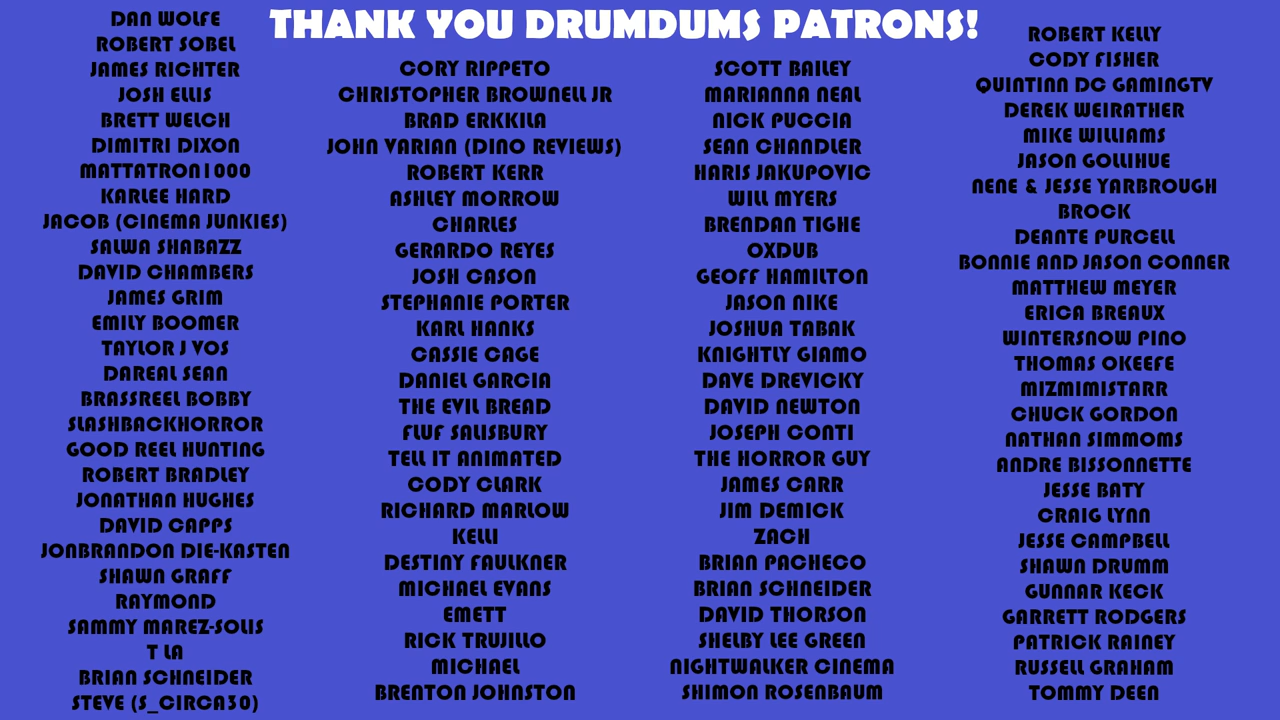 THANK YOU DRUMDUMS PATRONS!
DAN WOLFE
ROBERT SOBEL
JAMES RICHTER
JOSH ELLIS
BRETT WELCH
DIMITRI DIXON
MATTATRON1000
KARLEE HARD
JACOB (CINEMA JUNKIES)
SALWA SHABAZZ
DAVID CHAMBERS
JAMES GRIM
EMILY BOOMER
TAYLOR J VOS
DAREAL SEAN
BRASSREEL BOBBY
SLASHBACKHORROR
GOOD REEL HUNTING
ROBERT BRADLEY
JONATHAN HUGHES
DAVID CAPPS
JONBRANDON DIE-KASTEN
SHAWN GRAFF
RAYMOND
SAMMY MAREZ-SOLIS
T LA
BRIAN SCHNEIDER
STEVE (S_CIRCA30)
CORY RIPPETO
CHRISTOPHER BROWNELL JR
BRAD ERKKILA
JOHN VARIAN (DINO REVIEWS)
ROBERT KERR
ASHLEY MORROW
CHARLES
GERARDO REYES
JOSH CASON
STEPHANIE PORTER
KARL HANKS
CASSIE CAGE
DANIEL GARCIA
THE EVIL BREAD
FLUF SALISBURY
TELL IT ANIMATED
CODY CLARK
RICHARD MARLOW
KELLI
DESTINY FAULKNER
MICHAEL EVANS
EMETT
RICK TRUJILLO
MICHAEL
BRENTON JOHNSTON
SCOTT BAILEY
MARIANNA NEAL
NICK PUCCIA
SEAN CHANDLER
HARIS JAKUPOVIC
WILL MYERS
BRENDAN TIGHE
OXDUB
GEOFF HAMILTON
JASON NIKE
JOSHUA TABAK
KNIGHTLY GIAMO
DAVE DREVICKY
DAVID NEWTON
JOSEPH CONTI
THE HORROR GUY
JAMES CARR
JIM DEMICK
ZACH
BRIAN PACHECO
BRIAN SCHNEIDER
DAVID THORSON
SHELBY LEE GREEN
NIGHTWALKER CINEMA
SHIMON ROSENBAUM
ROBERT KELLY
CODY FISHER
QUINTINN DC GAMINGTV
DEREK WEIRATHER
MIKE WILLIAMS
JASON GOLLIHUE
NENE & JESSE YARBROUGH
BROCK
DEANTE PURCELL
BONNIE AND JASON CONNER
MATTHEW MEYER
ERICA BREAUX
WINTERSNOW PINO
THOMAS OKEEFE
MIZMIMISTARR
CHUCK GORDON
NATHAN SIMMOMS
ANDRE BISSONNETTE
JESSE BATY
CRAIG LYNN
JESSE CAMPBELL
SHAWN DRUMM
GUNNAR KECK
GARRETT RODGERS
PATRICK RAINEY
RUSSELL GRAHAM
TOMMY DEEN